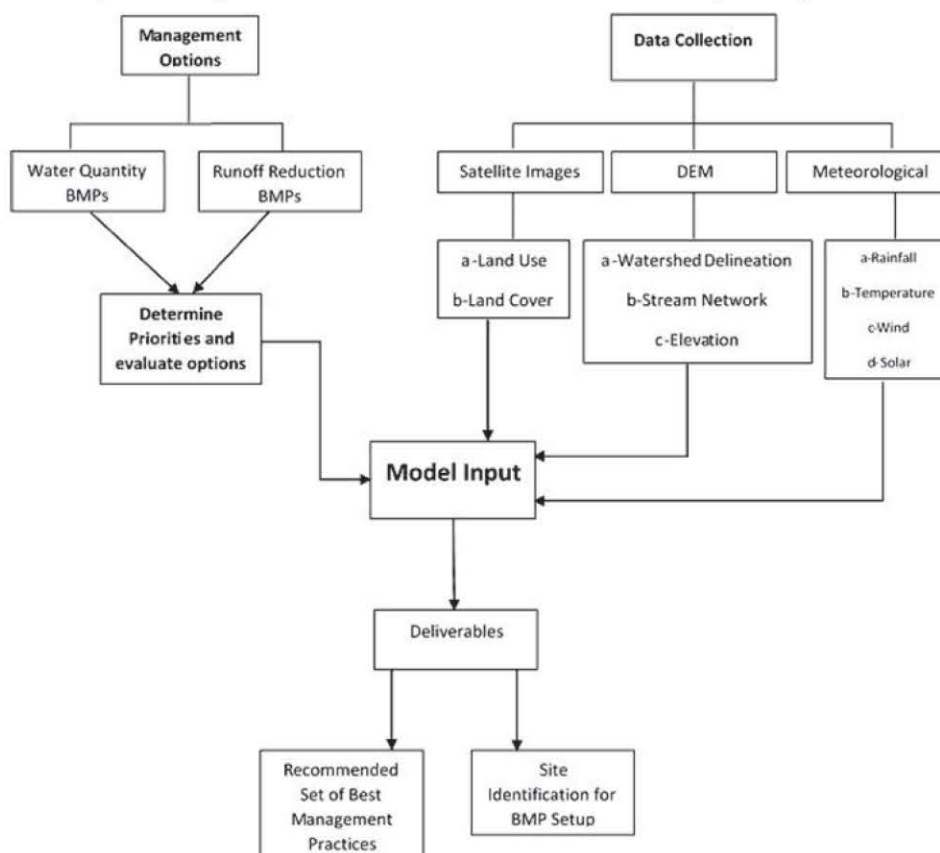 Management
Options
Data Collection
Water Quantity
BMPs
Runoff Reduction
BMPs
Satellite Images
DEM
Meteorological
a-Land Use
b-Land Cover
a-Watershed Delineation
b-Stream Network
c-Elevation
a-Rainfall
b-Temperature
c-Wind
d-Solar
Determine
Priorities and
evaluate options
Model Input
Deliverables
Recommended
Set of Best
Management
Practices
Site
Identification for
BMP Setup